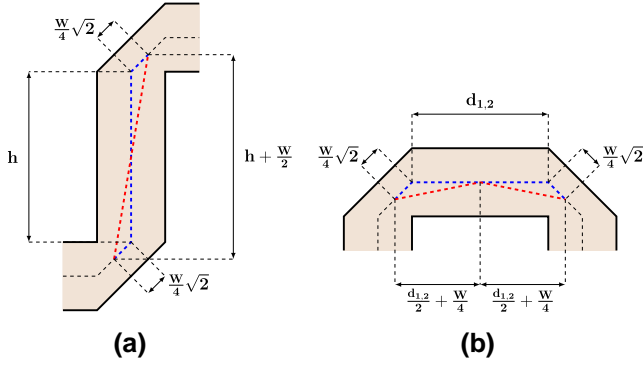 W/4 √2
h
h + W/2
W/4 √2
(a)
d1,2
W/4 √2
W/4 √2
d1,2/2 + W/4
d1,2/2 + W/4
(b)